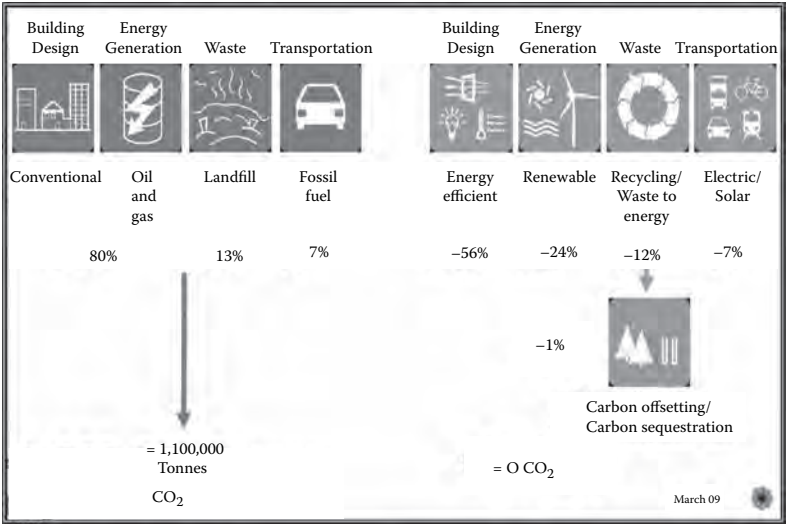 Building
Design
Energy
Generation
Waste
Transportation
Conventional
Oil
and
gas
Landfill
Fossil
fuel
80%
13%
7%
= 1,100,000
Tonnes
CO2
Building
Design
Energy
Generation
Waste
Transportation
Energy
efficient
Renewable
Recycling/
Waste to
energy
Electric/
Solar
–56%
–24%
–12%
–7%
–1%
Carbon offsetting/
Carbon sequestration
= O CO2
March 09